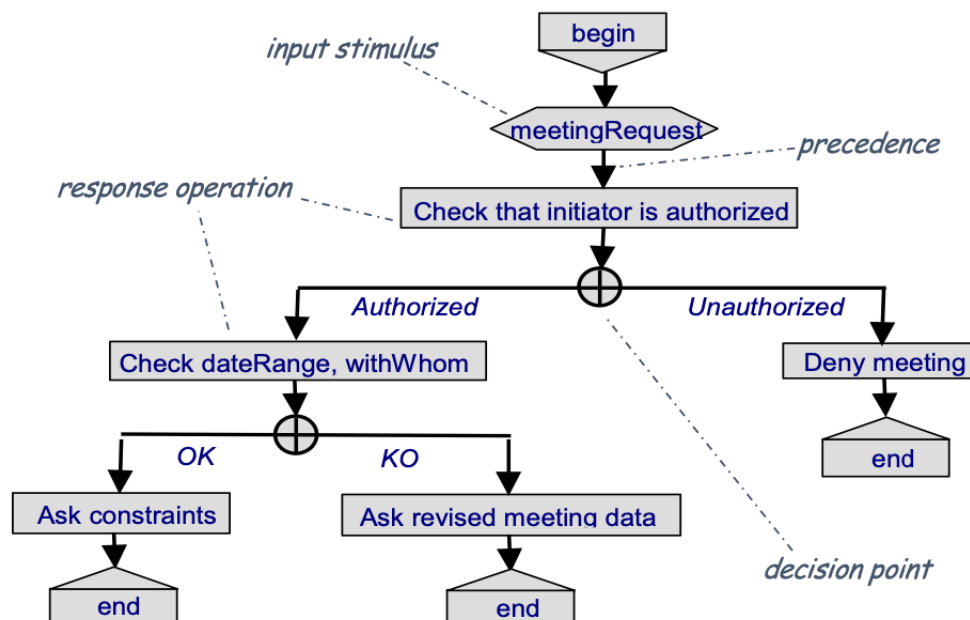 begin
input stimulus
meetingRequest
precedence
response operation
Check that initiator is authorized
Authorized
Unauthorized
Check dateRange, withWhom
Deny meeting
OK
KO
end
Ask constraints
Ask revised meeting data
decision point
end
end